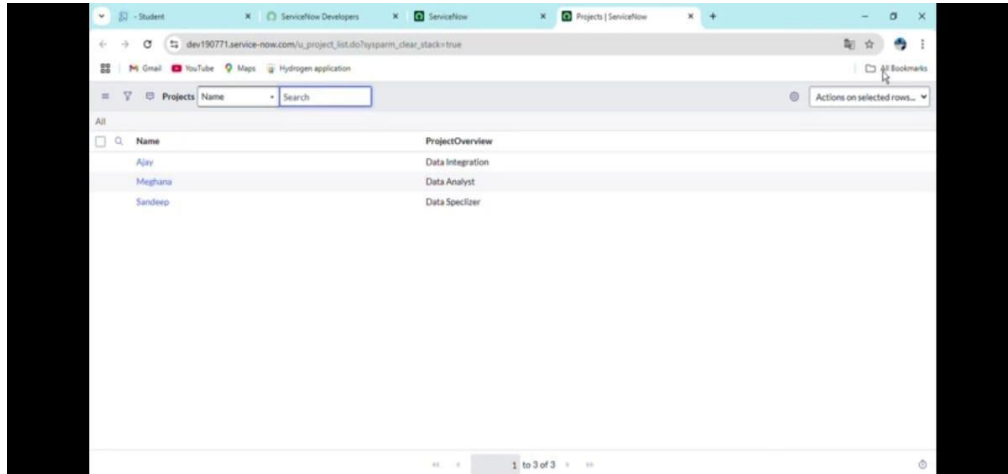 - Student ServiceNow Developers ServiceNow Projects | ServiceNow
dev190771.service-now.com/u_project_list.do?sysparm_clear_stack=true
Gmail YouTube Maps Hydrogen application All Bookmarks
Projects Name Search Actions on selected rows...
All
Name ProjectOverview
Ajay Data Integration
Meghana Data Analyst
Sandeep Data Speclizer
1 to 3 of 3